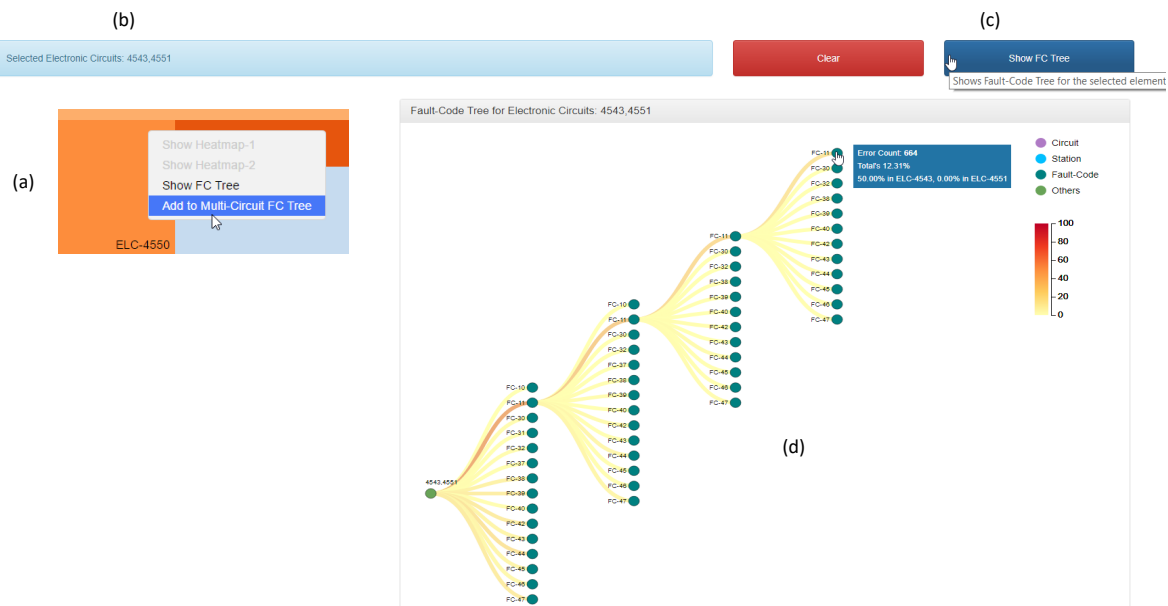 (b)
(c)
Selected Electronic Circuits: 4543,4551
Clear
Show FC Tree
Shows Fault-Code Tree for the selected element
(a)
Show Heatmap-1
Show Heatmap-2
Show FC Tree
Add to Multi-Circuit FC Tree
ELC-4550
Fault-Code Tree for Electronic Circuits: 4543,4551
Circuit
Station
Fault-Code
Others
100
80
60
40
20
0
Error Count: 664
Total's 12.31%
50.00% in ELC-4543, 0.00% in ELC-4551
FC-11
FC-30
FC-32
FC-38
FC-39
FC-40
FC-42
FC-43
FC-44
FC-45
FC-46
FC-47
FC-11
FC-30
FC-32
FC-38
FC-39
FC-40
FC-42
FC-43
FC-44
FC-45
FC-46
FC-47
FC-10
FC-11
FC-30
FC-32
FC-37
FC-38
FC-39
FC-40
FC-42
FC-43
FC-44
FC-45
FC-46
FC-47
FC-10
FC-11
FC-30
FC-31
FC-32
FC-37
FC-38
FC-39
FC-40
FC-42
FC-43
FC-44
FC-45
FC-46
FC-47
4543,4551
(d)